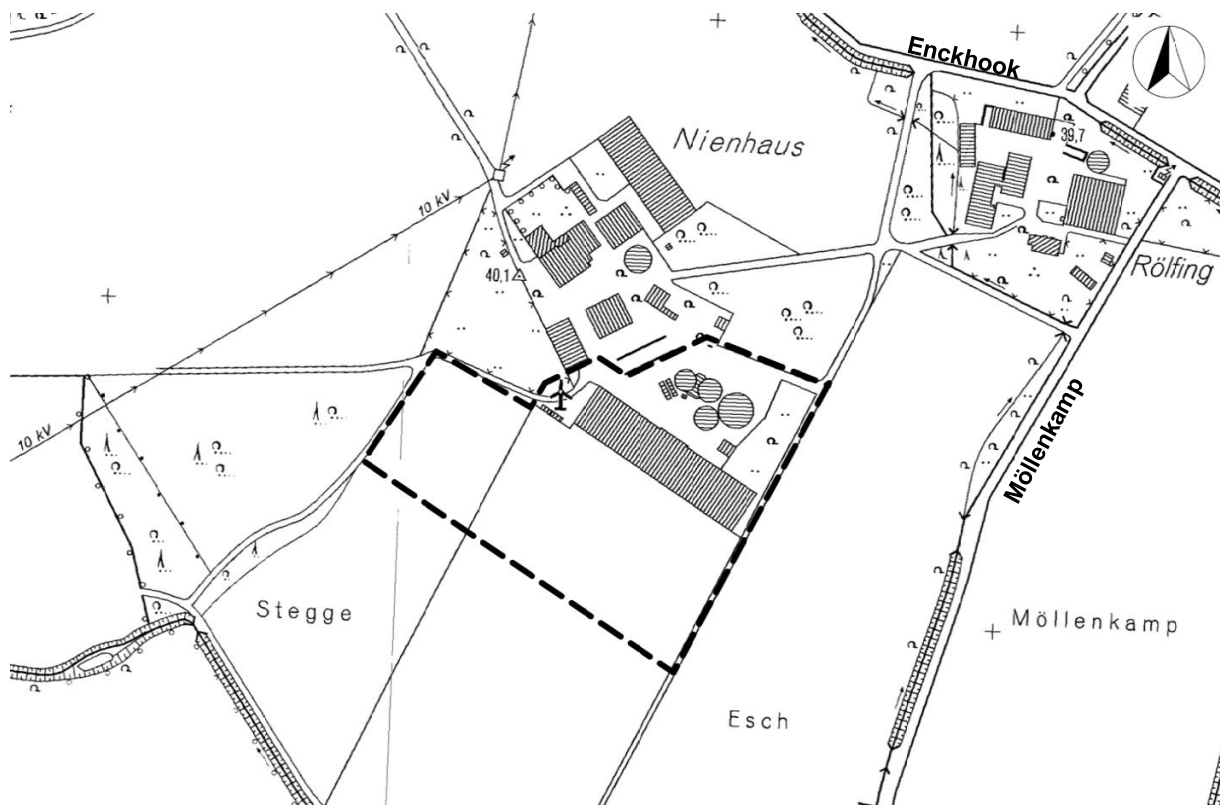 Enckhook
Nienhaus
39,7
10 kV
40,1
Rölfing
10 kV
Möllenkamp
Stegge
Möllenkamp
Esch